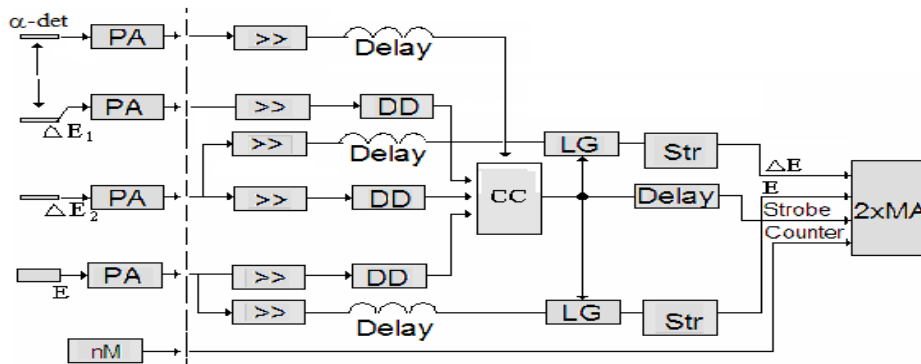 α-det
PA >> Delay
PA >> DD
△E₁
>> Delay LG Str △E
E
△E₂ PA >> DD CC Delay Strobe 2xMA
Counter
E PA >> DD
>> Delay LG Str
nM